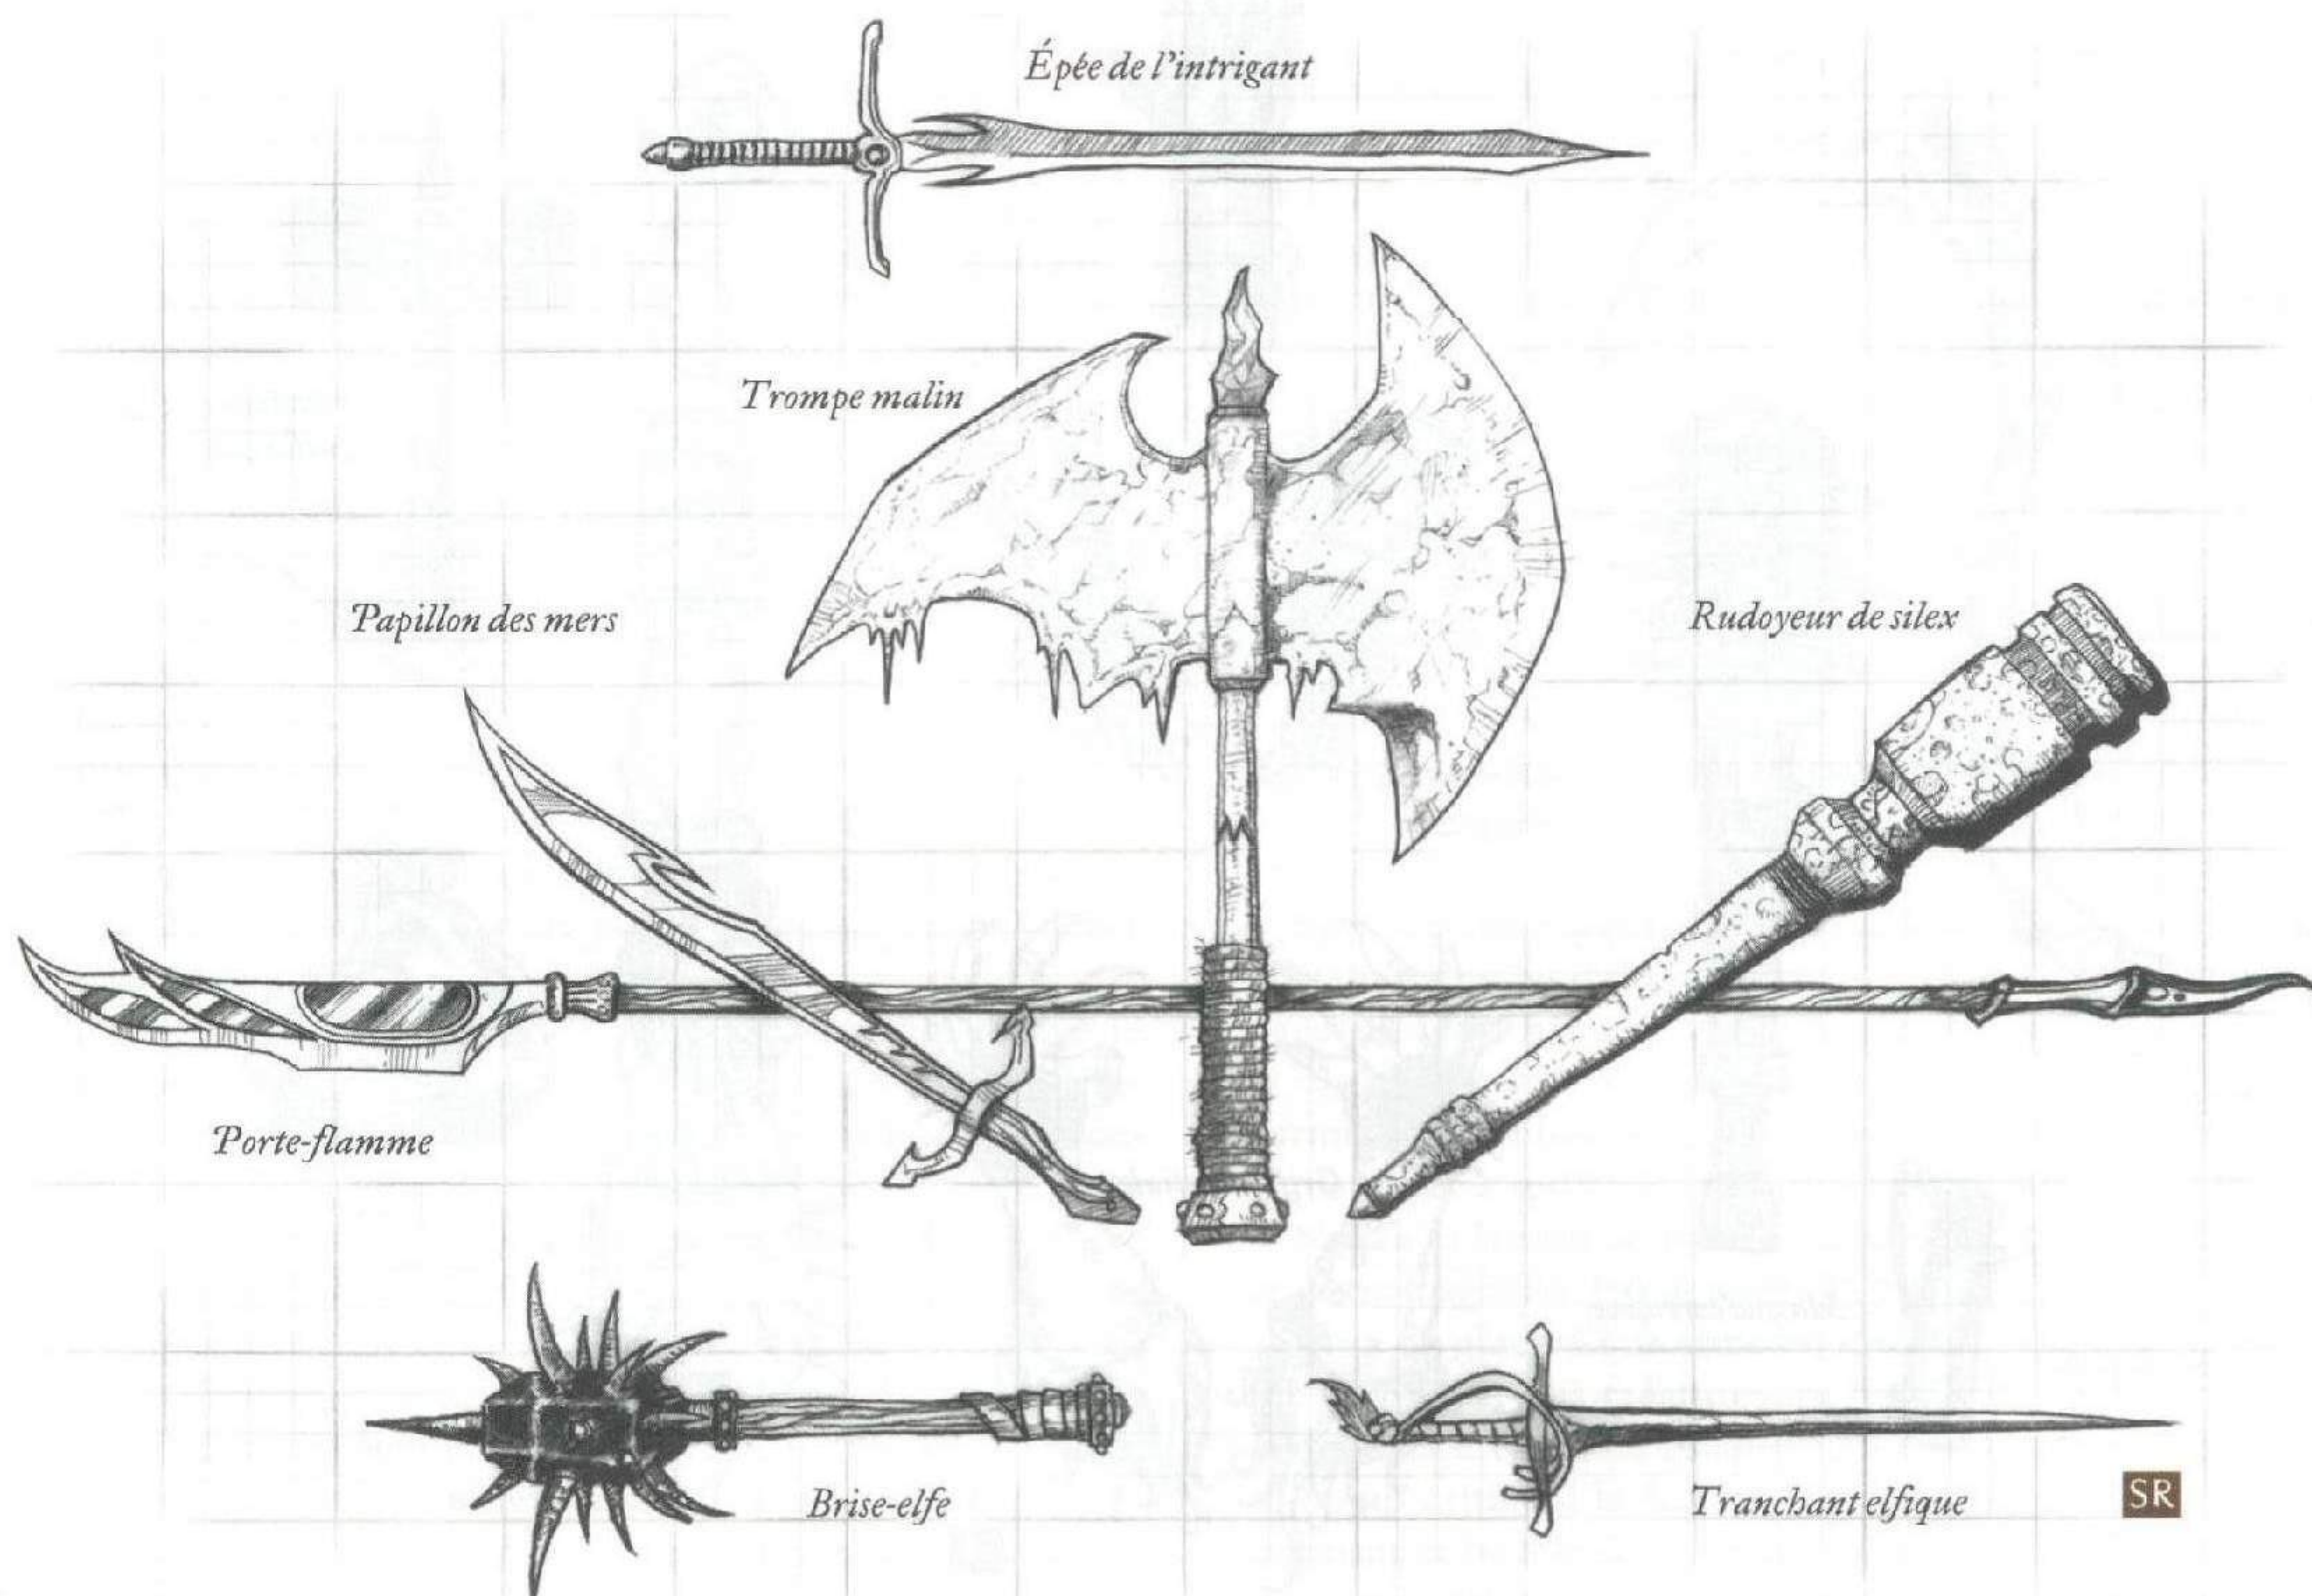 Épée de l'intrigant
Trompe malin
Papillon des mers
Rudoyeur de silex
Porte-flamme
Brise-elfe
Tranchant elfique
SR